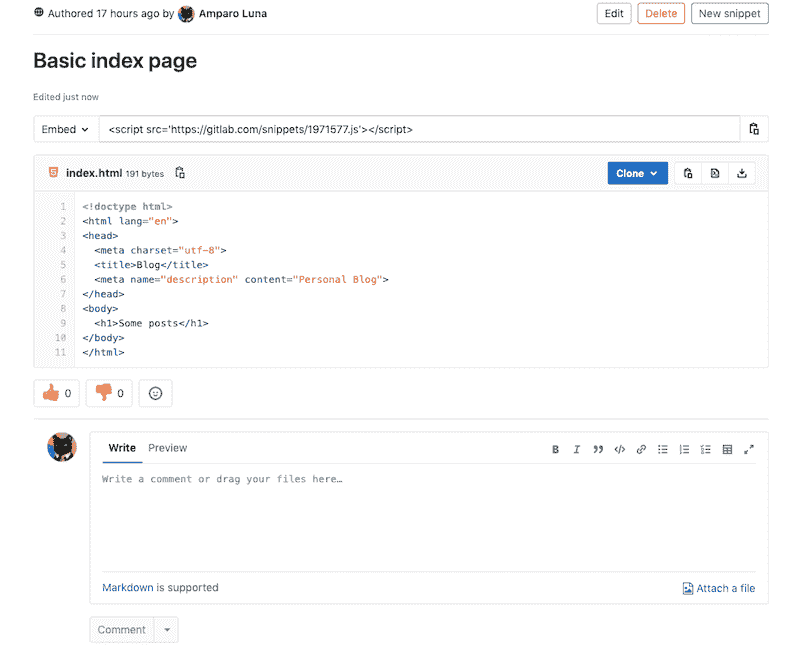 Authored 17 hours ago by Amparo Luna
Edit Delete New snippet
Basic index page
Edited just now
Embed <script src='https://gitlab.com/snippets/1971577.js'></script>
index.html 191 bytes
Clone
1 <!doctype html>
2 <html lang="en">
3 <head>
4 <meta charset="utf-8">
5 <title>Blog</title>
6 <meta name="description" content="Personal Blog">
7 </head>
8 <body>
9 <h1>Some posts</h1>
10 </body>
11 </html>
0 0
Write Preview
Write a comment or drag your files here…
Markdown is supported
Attach a file
Comment